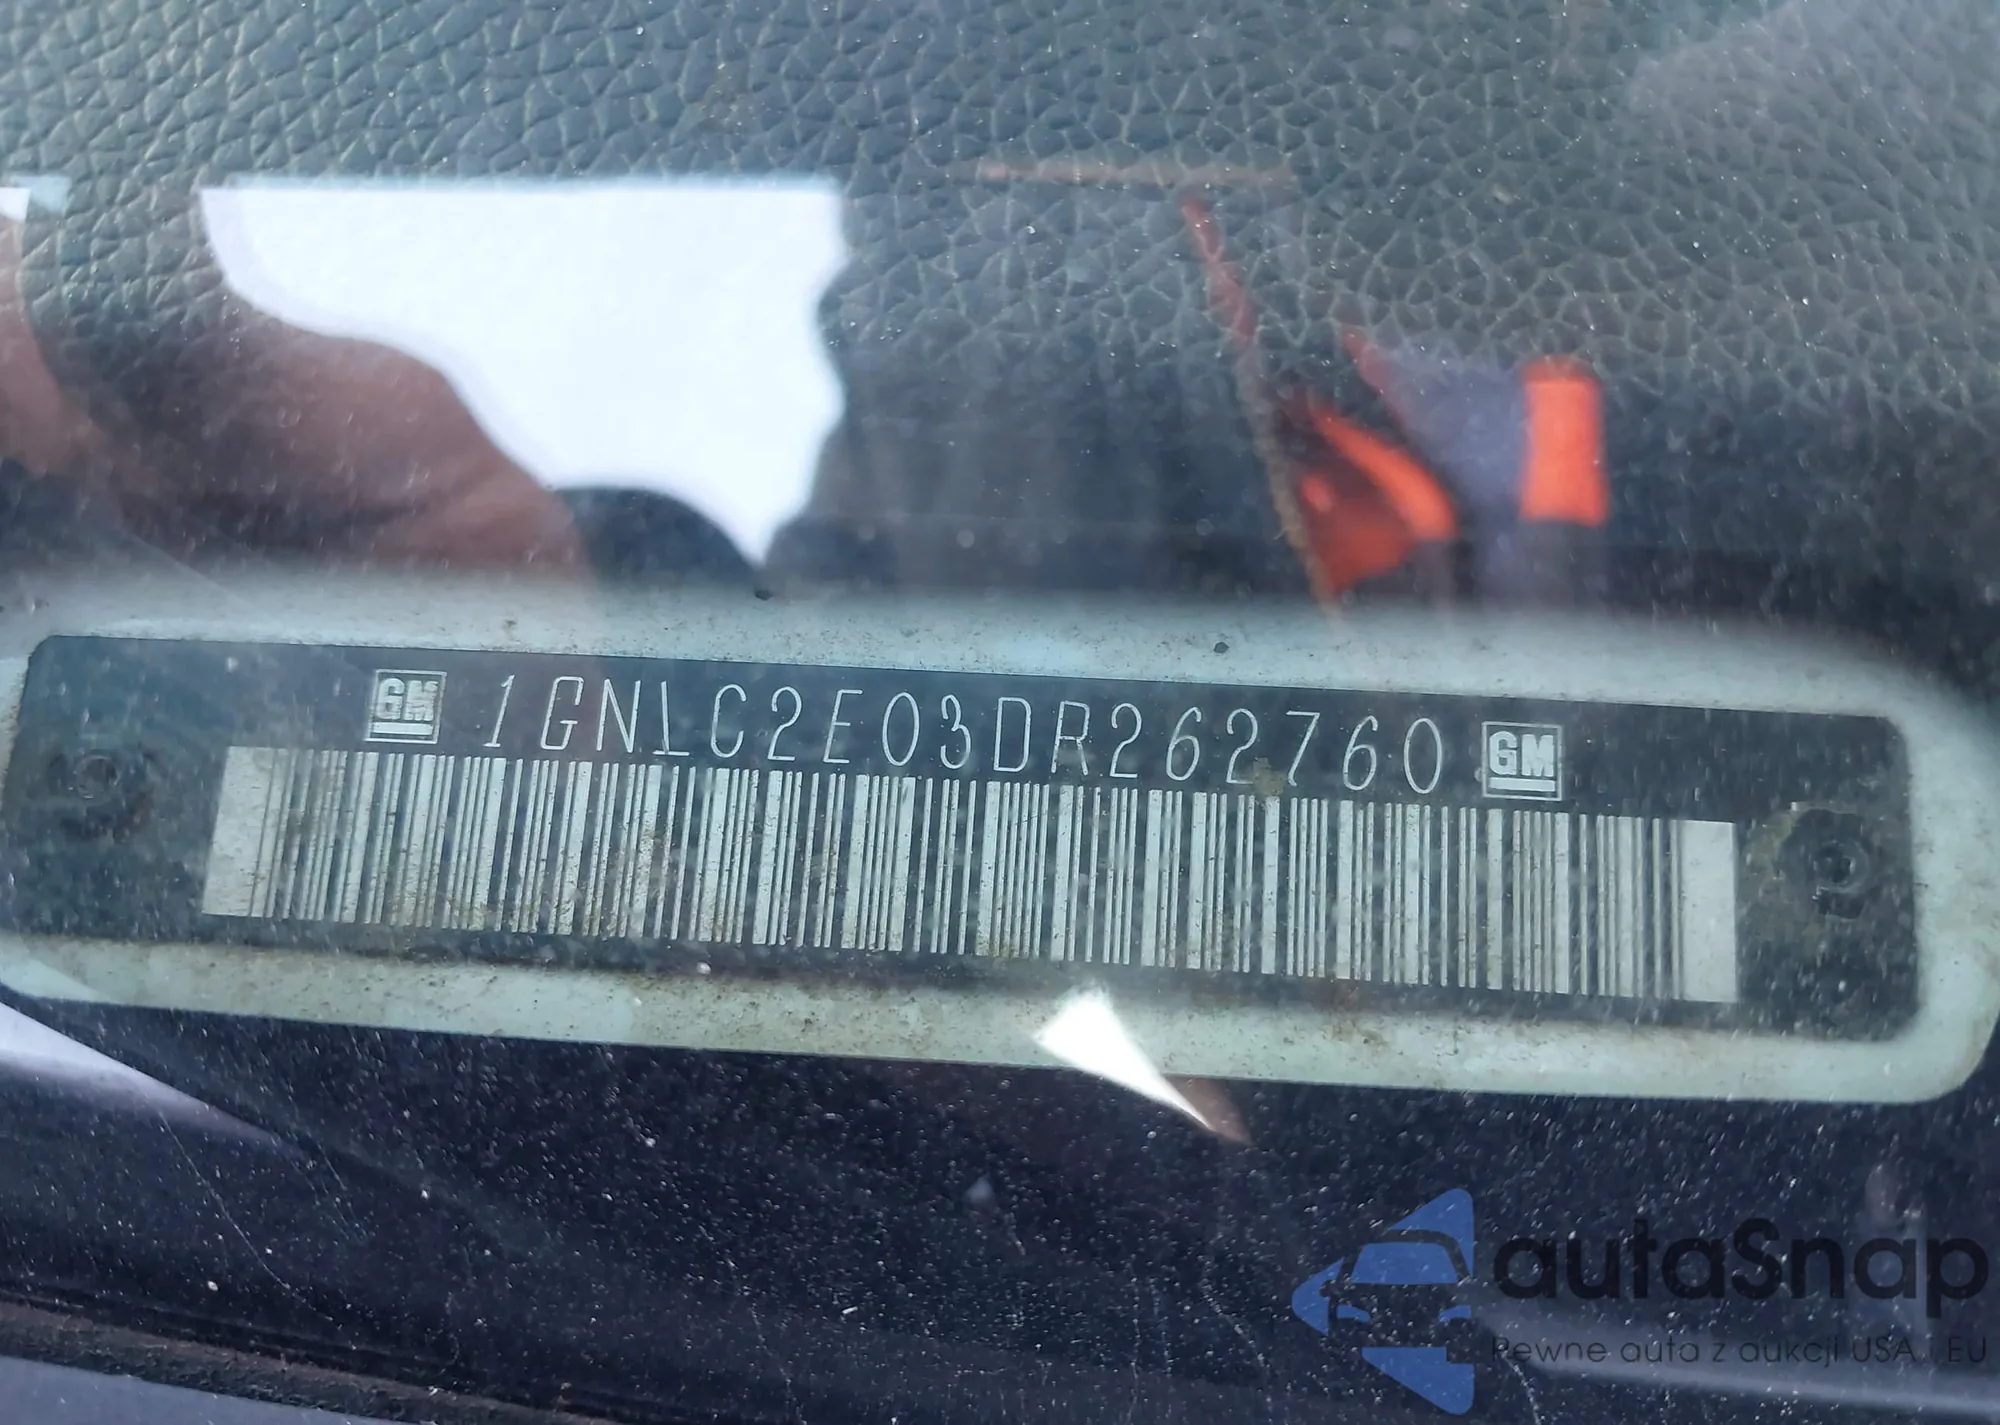 GM 1GNLC2E03DR262760 GM
autaSnap
Pewne auta z aukcji USA i EU